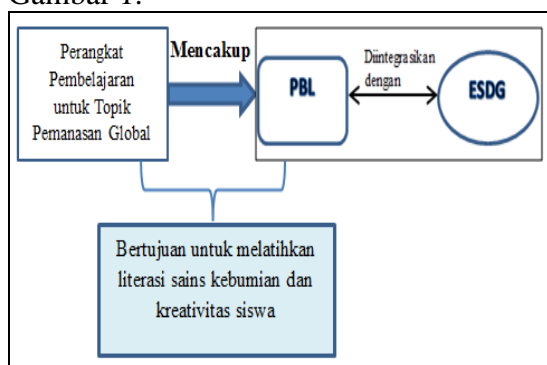 Gambar 1.
Perangkat
Pembelajaran
untuk Topik
Pemanasan Global
Mencakup
PBL
Diintegrasikan
dengan
ESDG
Bertujuan untuk melatihkan
literasi sains kebumian dan
kreativitas siswa